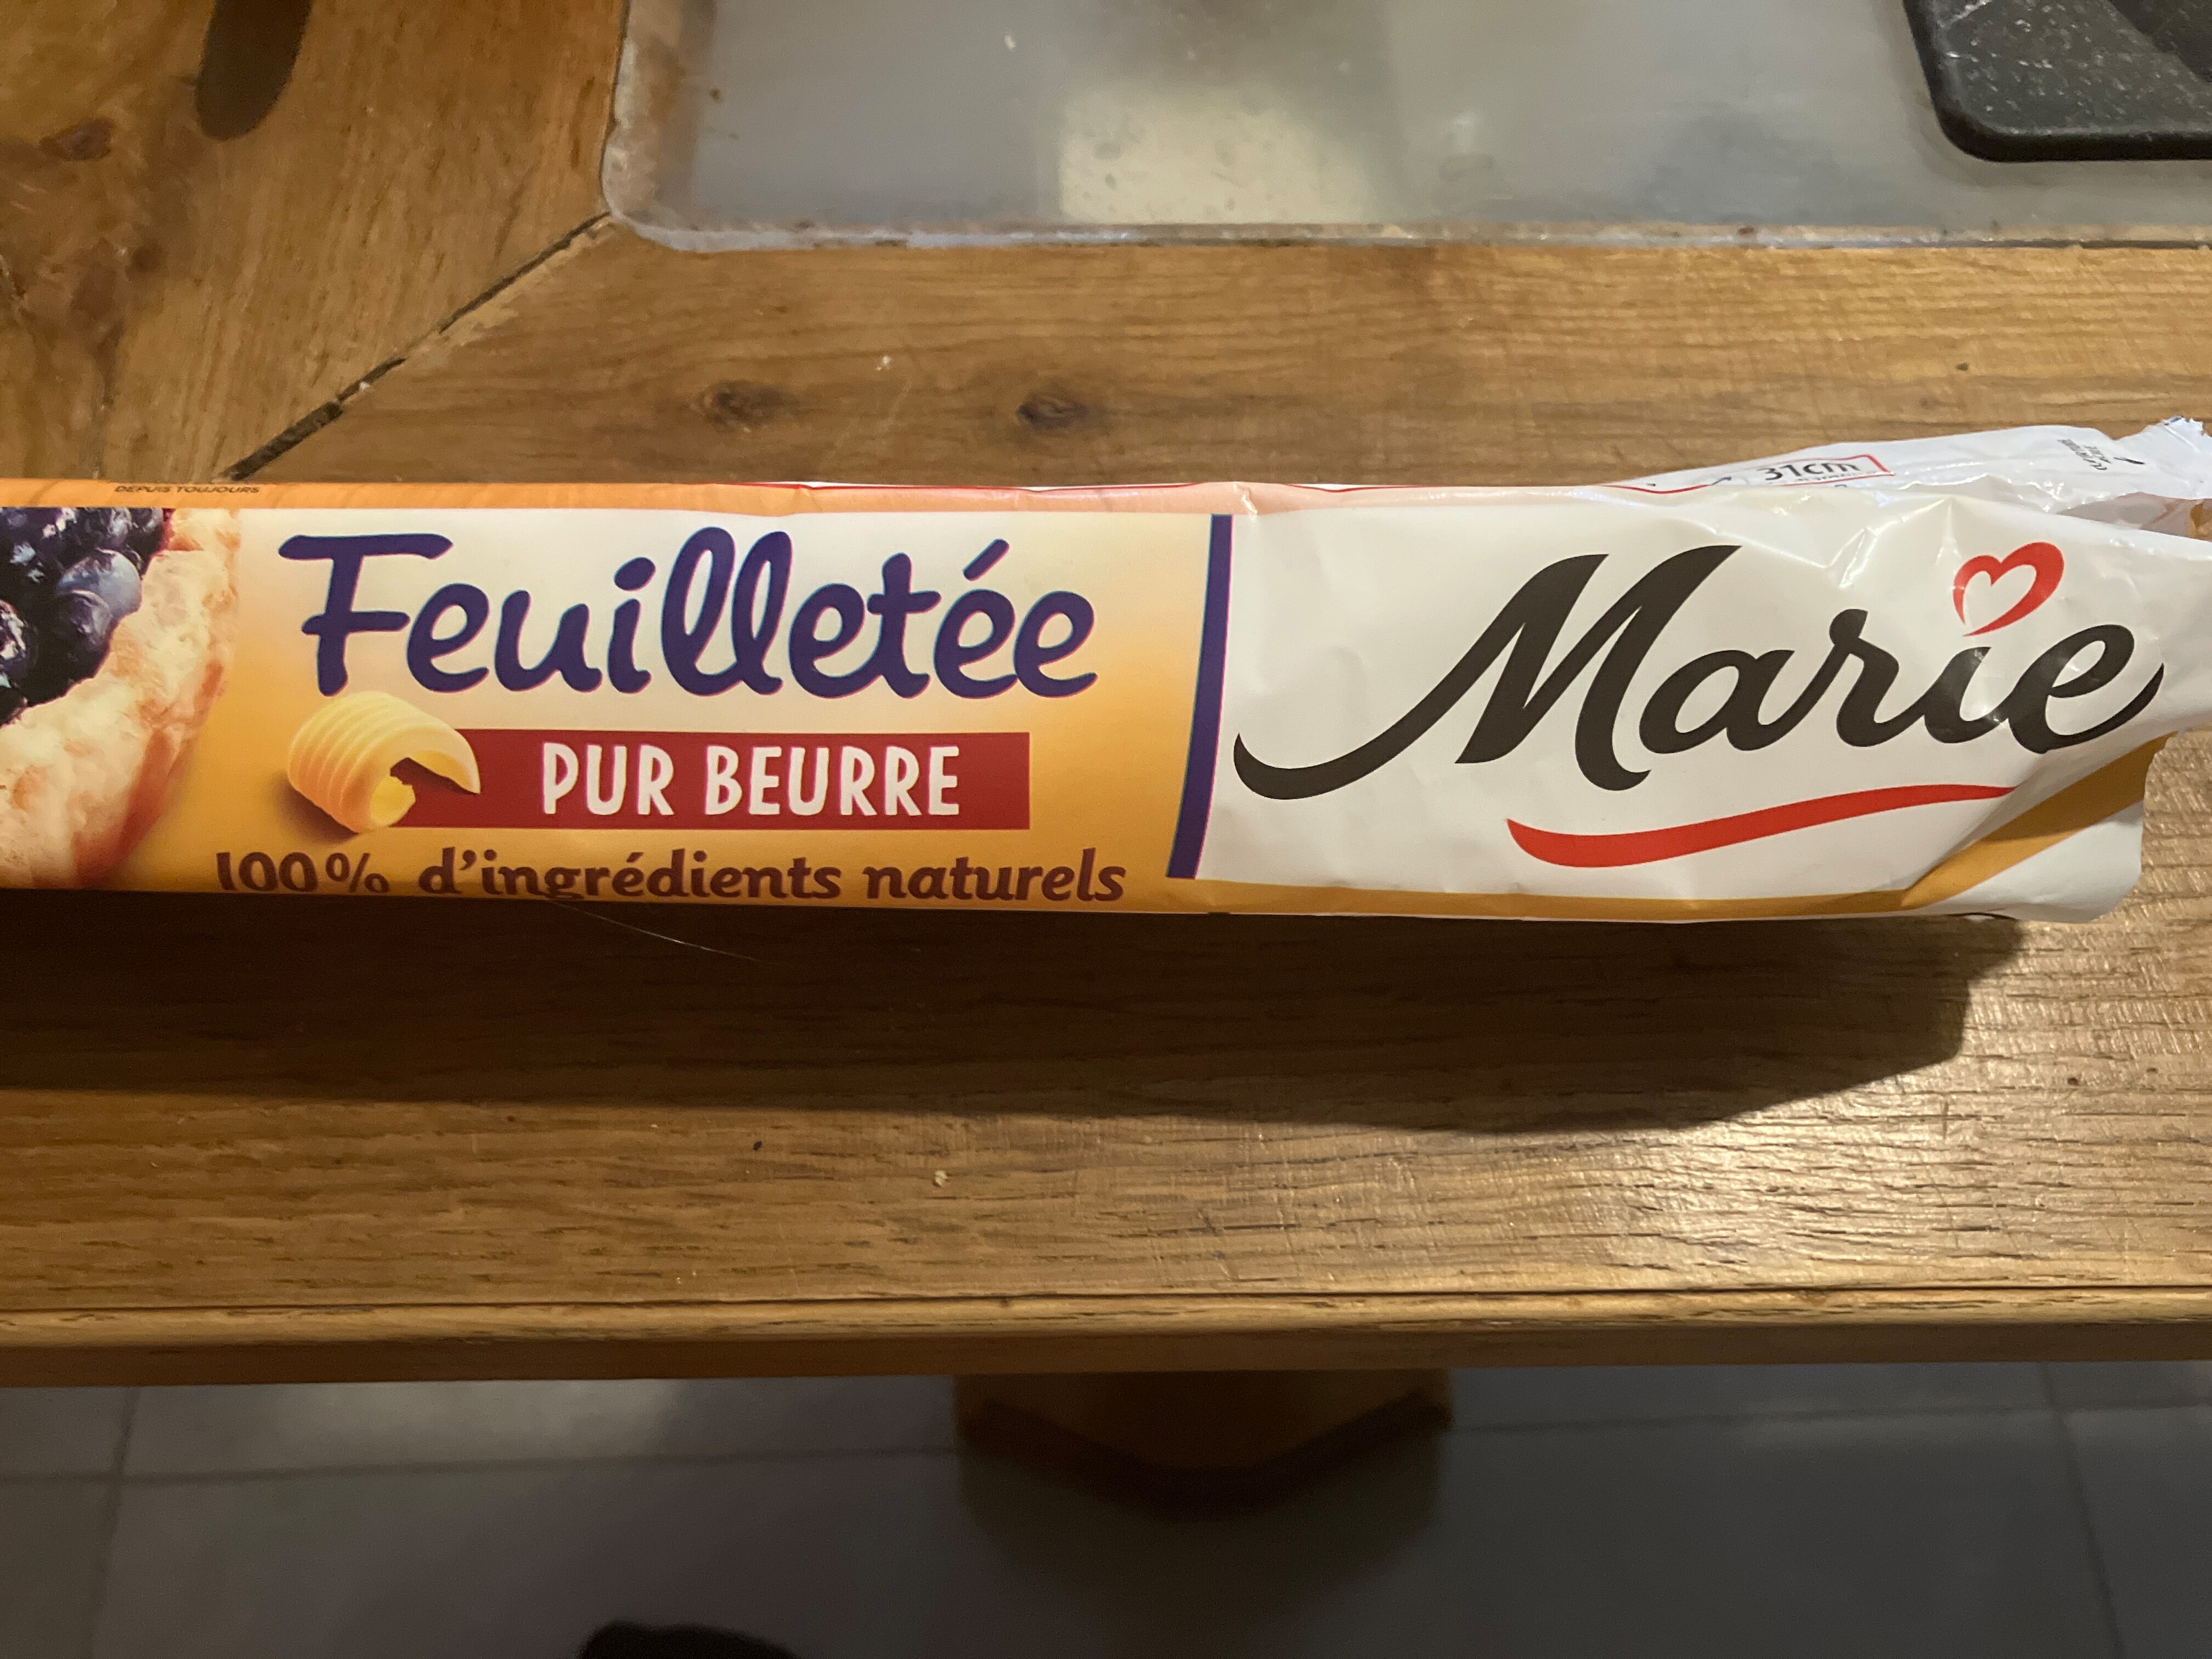 DEPUIS TOUJOURS
31cm
Feuilletée
PUR BEURRE
100% d'ingrédients naturels
Marie